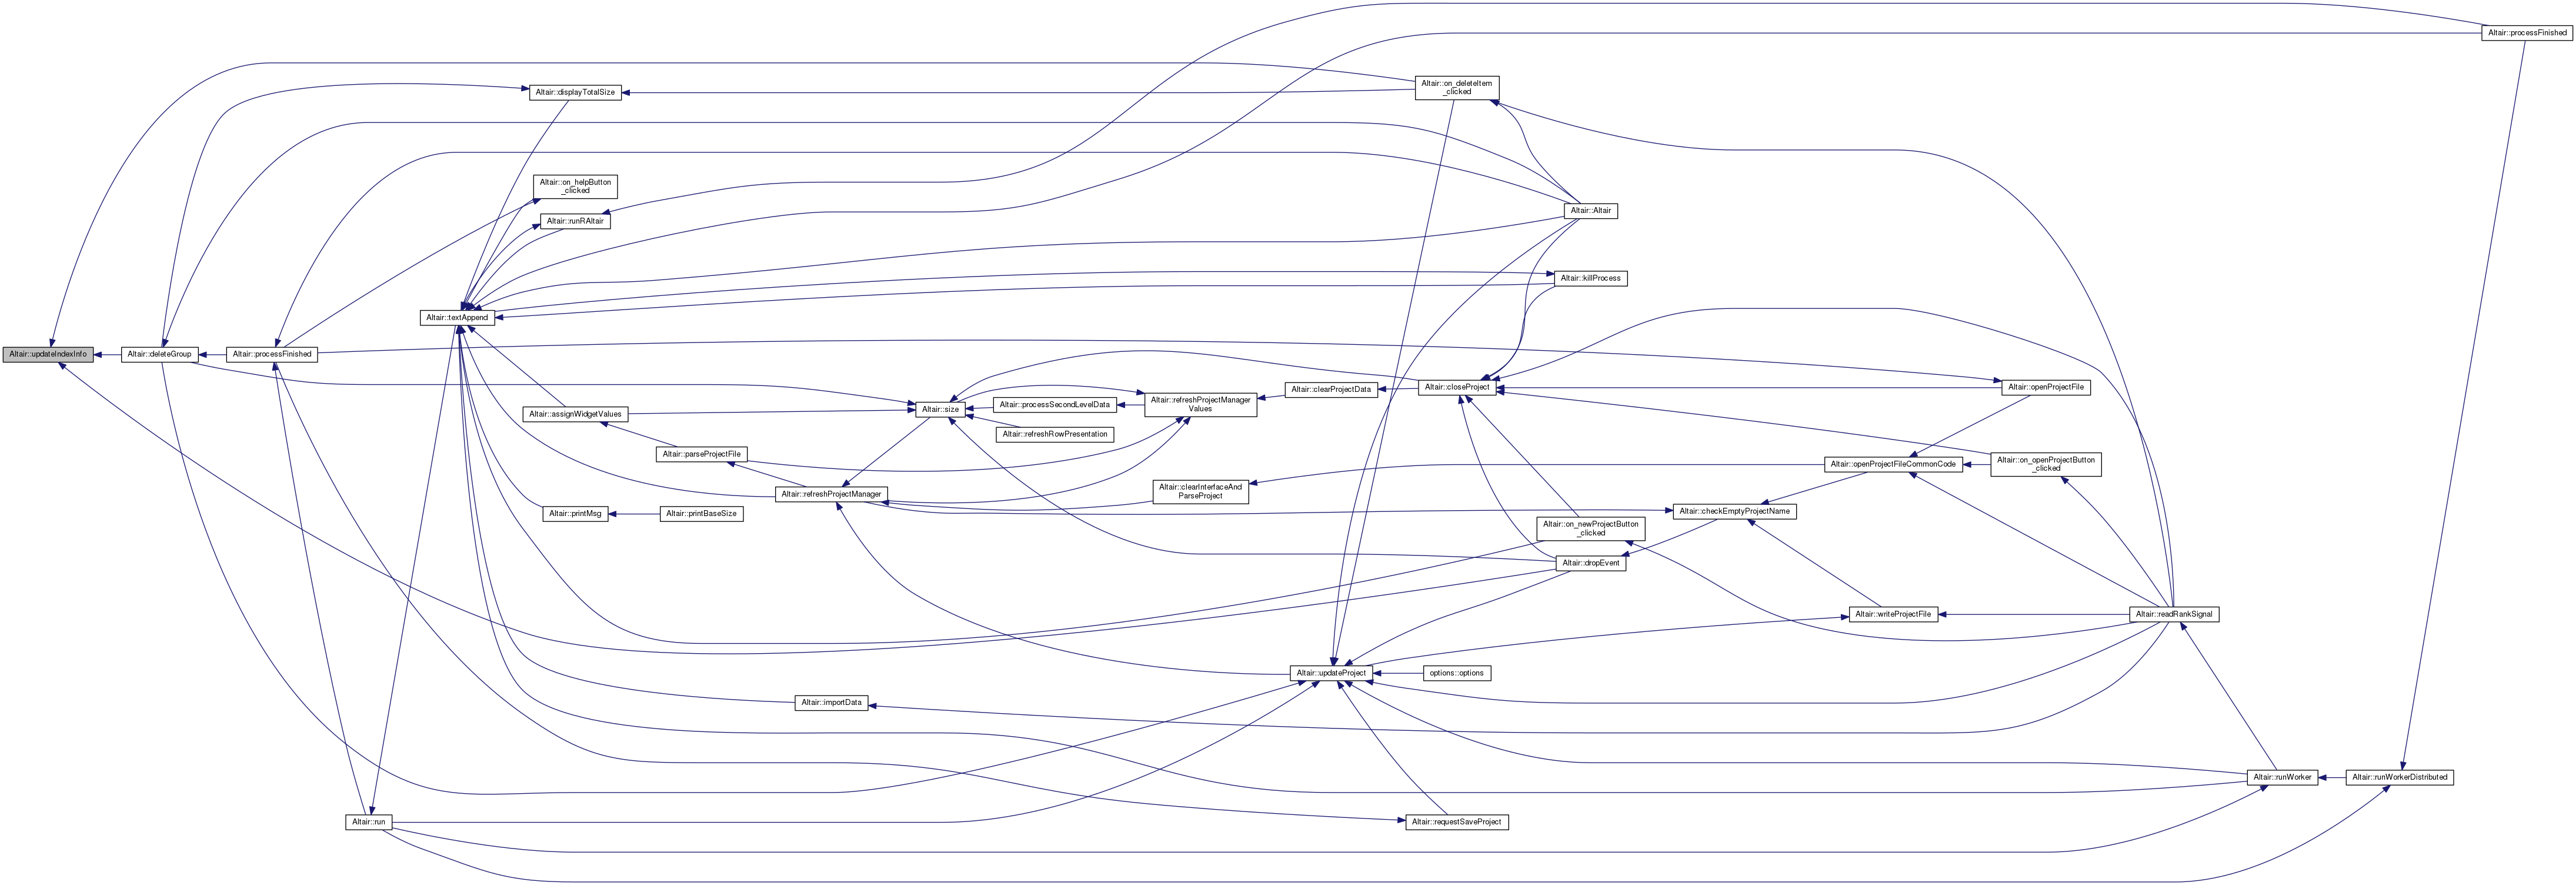 Altair::processFinished
Altair::displayTotalSize
Altair::on_deleteItem
_clicked
Altair::on_helpButton
_clicked
Altair::runRAltair
Altair::Altair
Altair::killProcess
Altair::textAppend
Altair::updateIndexInfo
Altair::deleteGroup
Altair::processFinished
Altair::closeProject
Altair::openProjectFile
Altair::clearProjectData
Altair::refreshProjectManager
Values
Altair::processSecondLevelData
Altair::size
Altair::assignWidgetValues
Altair::refreshRowPresentation
Altair::parseProjectFile
Altair::openProjectFileCommonCode
Altair::on_openProjectButton
_clicked
Altair::refreshProjectManager
Altair::clearInterfaceAnd
ParseProject
Altair::printMsg
Altair::printBaseSize
Altair::checkEmptyProjectName
Altair::on_newProjectButton
_clicked
Altair::dropEvent
Altair::writeProjectFile
Altair::readRankSignal
Altair::updateProject
options::options
Altair::importData
Altair::runWorker
Altair::runWorkerDistributed
Altair::run
Altair::requestSaveProject